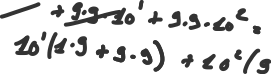 + 9·9·10¹ + 9·9·10² =
10¹(1·9 + 9·9) + 10²(9